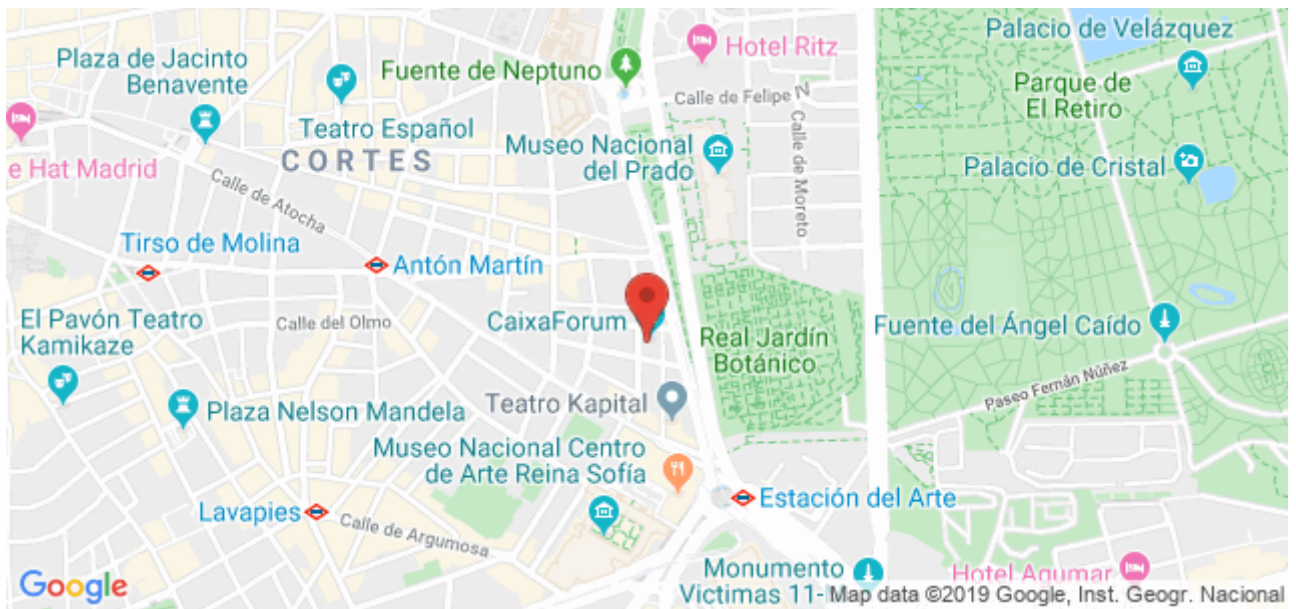 Plaza de Jacinto
Benavente
Fuente de Neptuno
Hotel Ritz
Palacio de Velázquez
Calle de Felipe N
Parque de
El Retiro
Teatro Español
CORTES
Museo Nacional
del Prado
Calle de Moreto
Palacio de Cristal
e Hat Madrid
Calle de Atocha
Tirso de Molina
Antón Martín
El Pavón Teatro
Kamikaze
Calle del Olmo
CaixaForum
Real Jardín
Botánico
Fuente del Ángel Caído
Paseo Fernán Núñez
Plaza Nelson Mandela
Teatro Kapital
Museo Nacional Centro
de Arte Reina Sofía
Estación del Arte
Lavapies
Calle de Argumosa
Monumento
Victimas 11-
Hotel Agumar
Google
Map data ©2019 Google, Inst. Geogr. Nacional